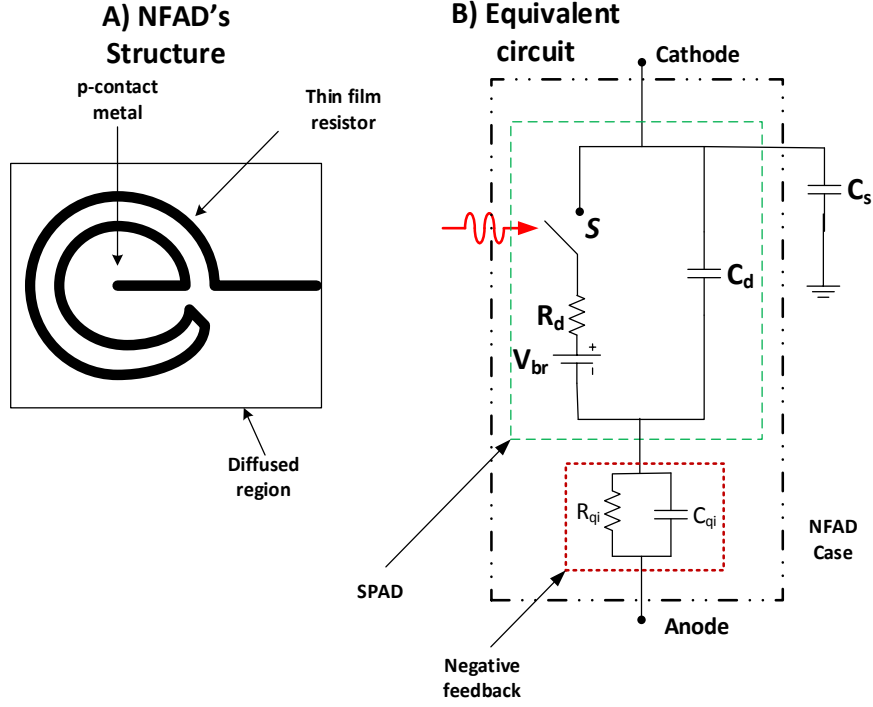 A) NFAD's
Structure
p-contact
metal
Thin film
resistor
Diffused
region
B) Equivalent
circuit
Cathode
S
Rd
Vbr
+
-
Cd
Cs
Rqi
Cqi
NFAD
Case
SPAD
Anode
Negative
feedback